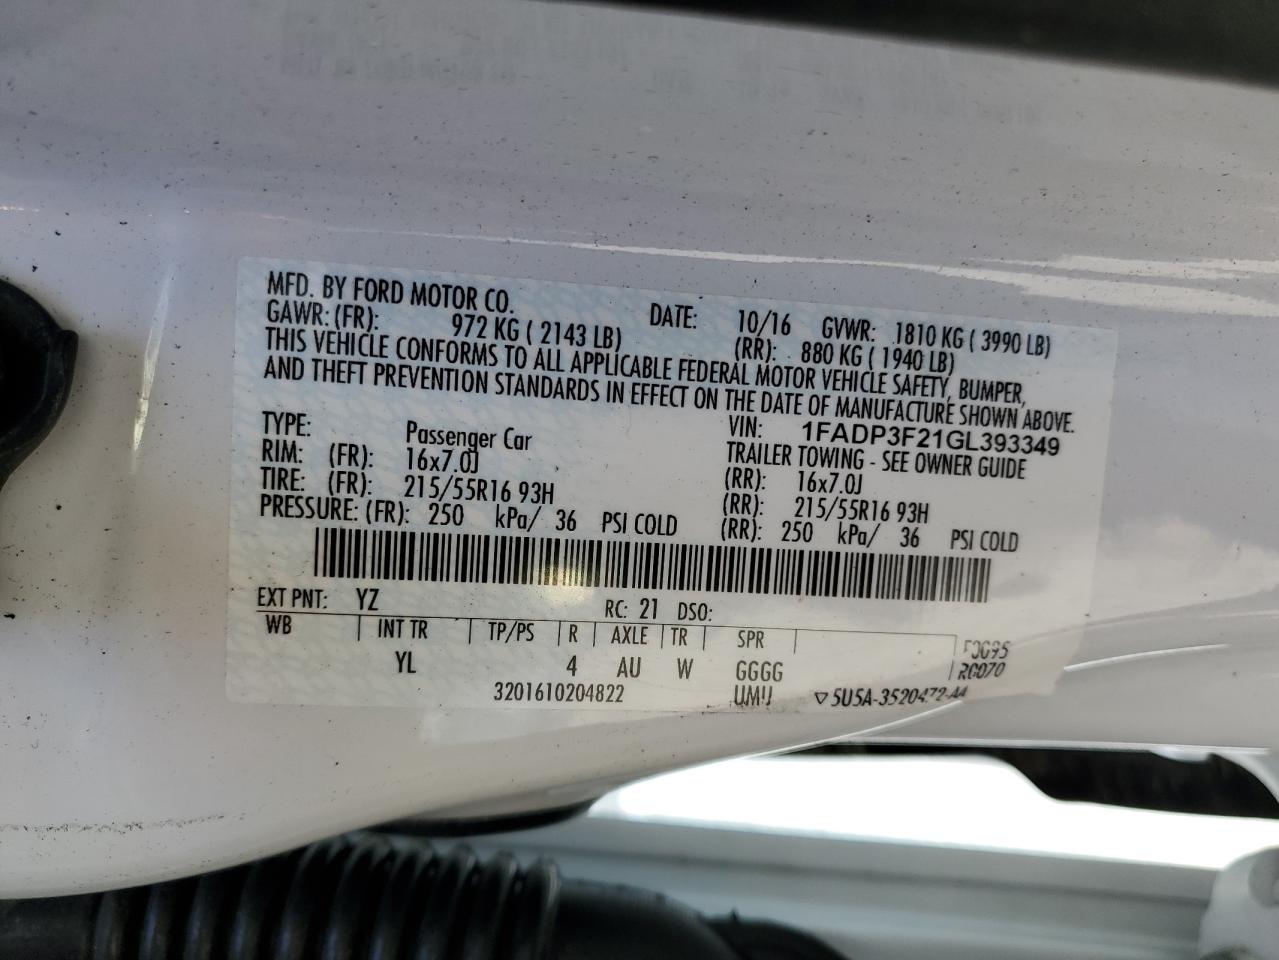 MFD. BY FORD MOTOR CO. DATE: 10/16 GVWR: 1810 KG ( 3990 LB)
GAWR: (FR): 972 KG ( 2143 LB) (RR): 880 KG ( 1940 LB)
THIS VEHICLE CONFORMS TO ALL APPLICABLE FEDERAL MOTOR VEHICLE SAFETY, BUMPER,
AND THEFT PREVENTION STANDARDS IN EFFECT ON THE DATE OF MANUFACTURE SHOWN ABOVE.
TYPE: Passenger Car VIN: 1FADP3F21GL393349
TRAILER TOWING - SEE OWNER GUIDE
RIM: (FR): 16x7.0J (RR): 16x7.0J
TIRE: (FR): 215/55R16 93H (RR): 215/55R16 93H
PRESSURE: (FR): 250 kPa/ 36 PSI COLD (RR): 250 kPa/ 36 PSI COLD
EXT PNT: YZ RC: 21 DSO:
WB INT TR TP/PS R AXLE TR SPR
YL 4 AU W GGGG
3201610204822 UMIJ 5U5A-3520472-AA